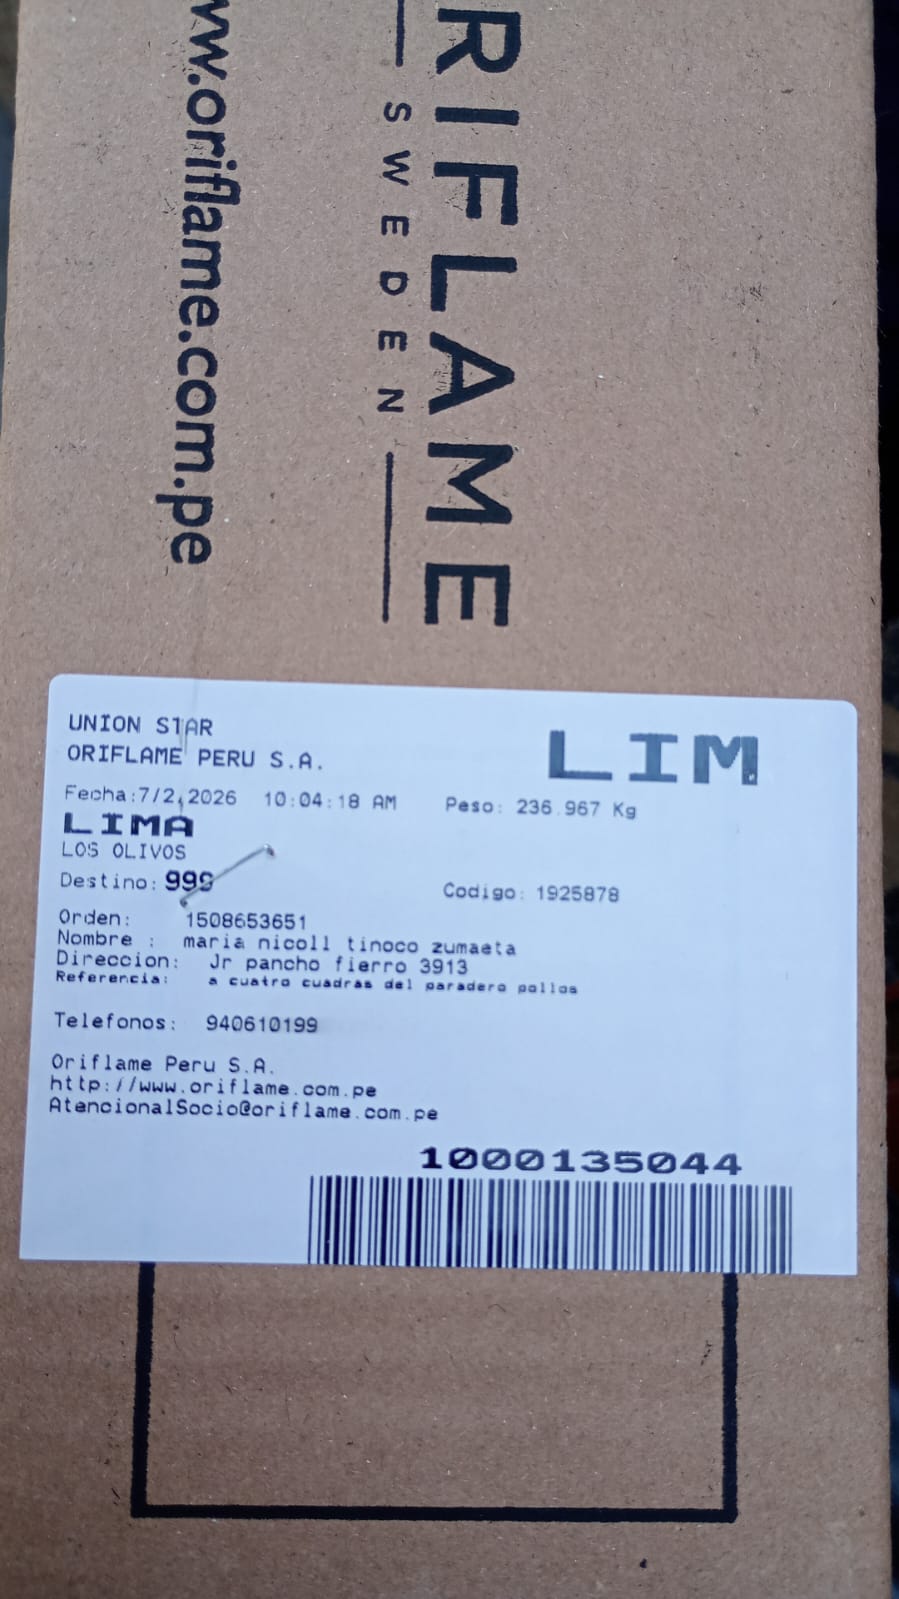 ww.oriflame.com.pe
RIFLAME
SWEDEN
UNION STAR
ORIFLAME PERU S.A.
LIM
Fecha:7/2,2026 10:04:18 AM
Peso: 236.967 Kg
LIMA
LOS OLIVOS
Destino: 999
Codigo: 1925878
Orden: 1508653651
Nombre : maria nicoll tinoco zumaeta
Direccion: Jr pancho fierro 3913
Referencia: a cuatro cuadras del paradero pollos
Telefonos: 940610199
Oriflame Peru S.A.
http://www.oriflame.com.pe
AtencionalSocio@oriflame.com.pe
1000135044